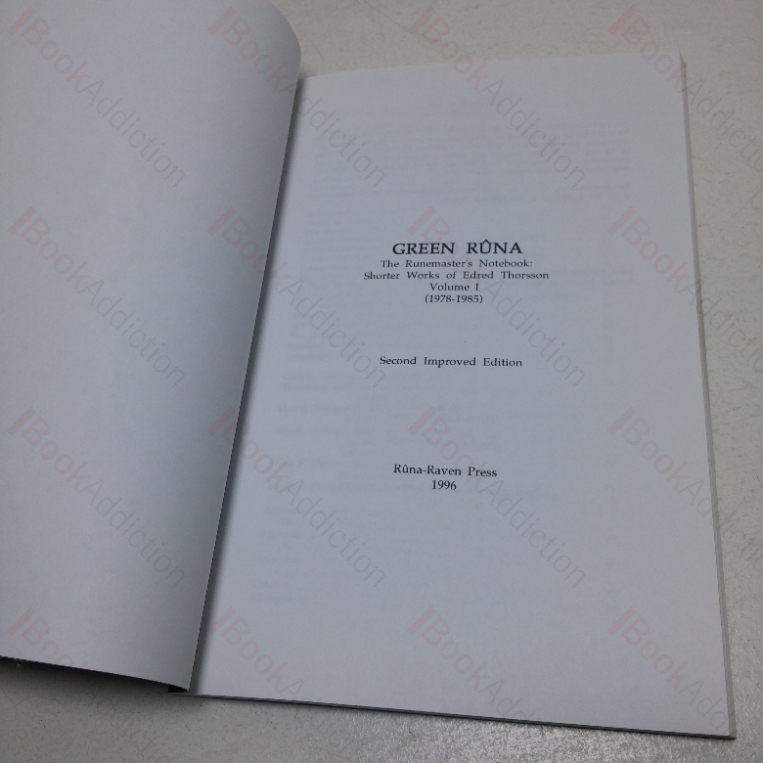 GREEN RÛNA
The Runemaster's Notebook:
Shorter Works of Edred Thorsson
Volume I
(1978-1985)
Second Improved Edition
Rûna-Raven Press
1996
BookAddiction